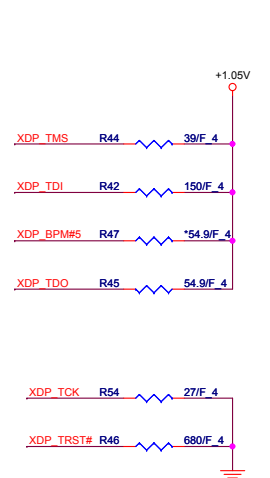 +1.05V
XDP_TMS R44 39/F_4
XDP_TDI R42 150/F_4
XDP_BPM#5 R47 *54.9/F_4
XDP_TDO R45 54.9/F_4
XDP_TCK R54 27/F_4
XDP_TRST# R46 680/F_4